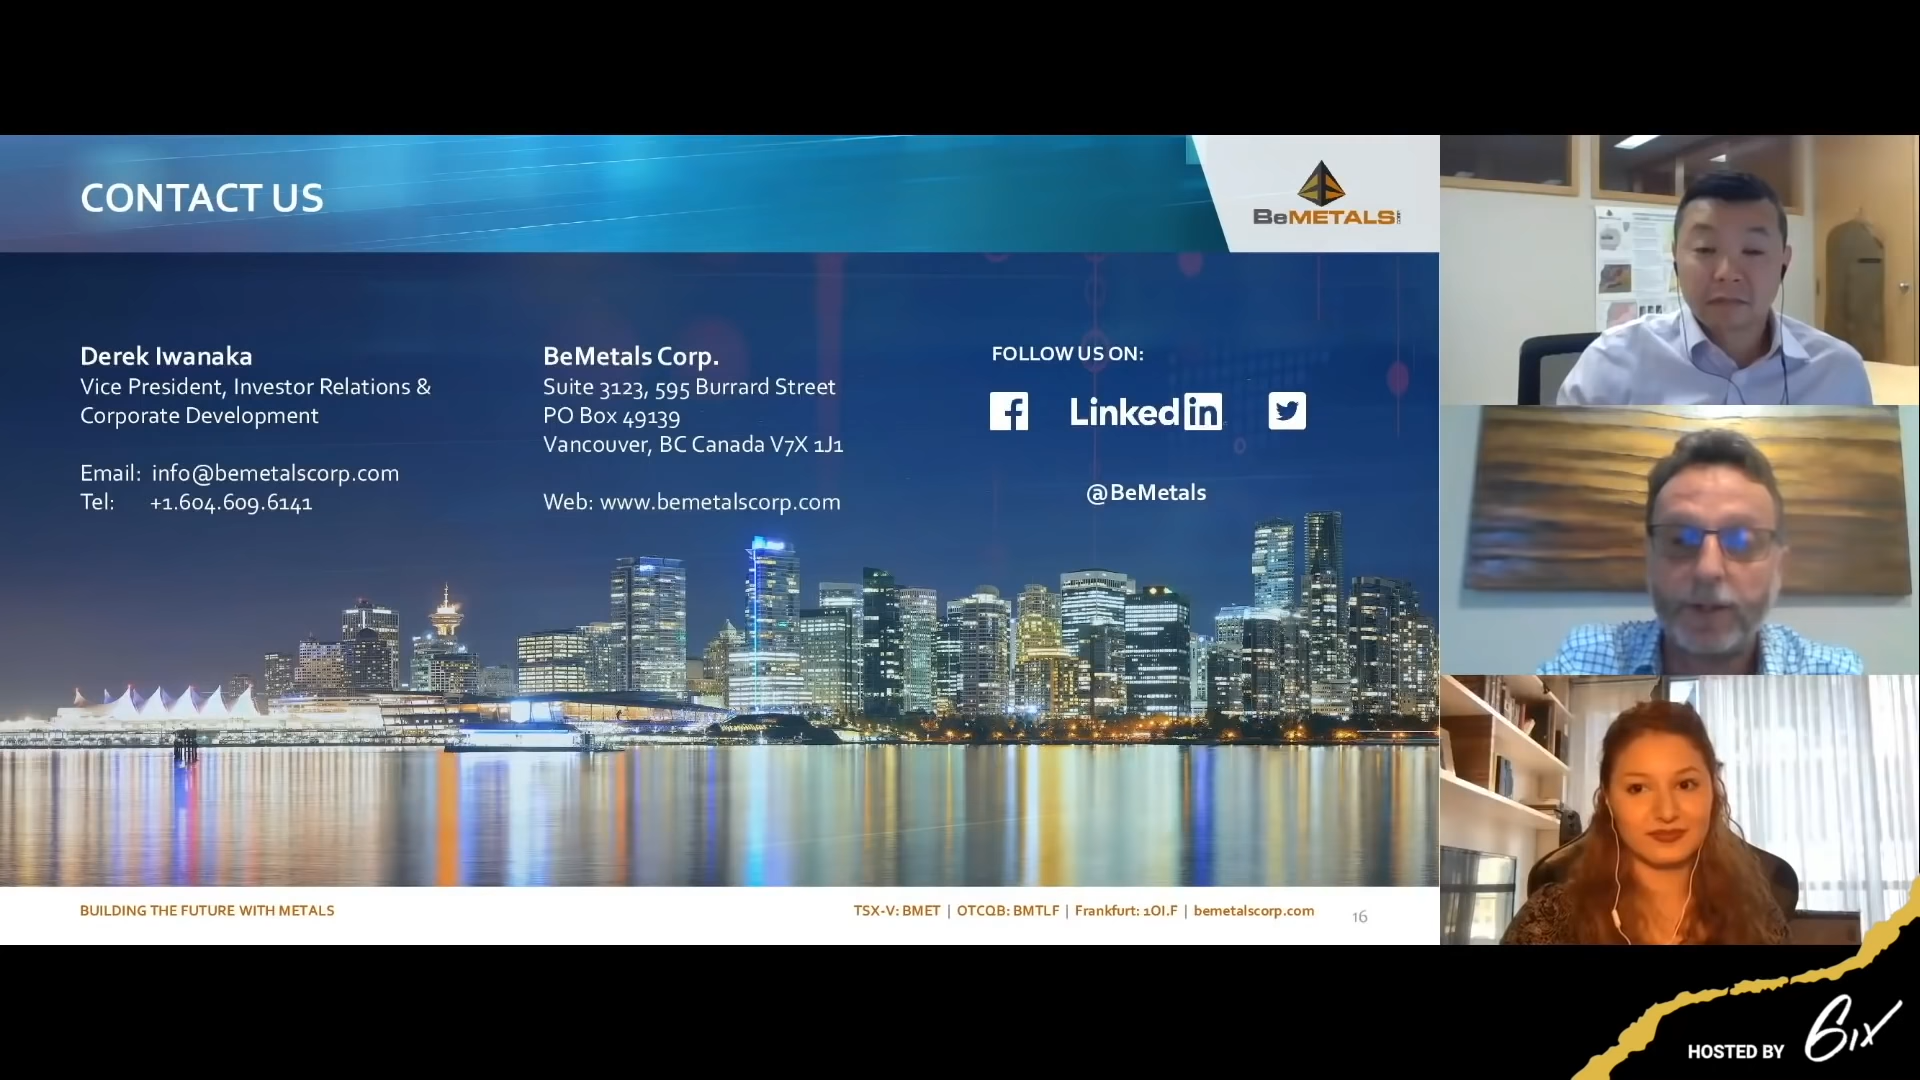 CONTACT US
BeMETALS
Derek Iwanaka
Vice President, Investor Relations &
Corporate Development
Email: info@bemetalscorp.com
Tel: +1.604.609.6141
BeMetals Corp.
Suite 3123, 595 Burrard Street
PO Box 49139
Vancouver, BC Canada V7X 1J1
Web: www.bemetalscorp.com
FOLLOW US ON:
f LinkedIn
@BeMetals
BUILDING THE FUTURE WITH METALS
TSX-V: BMET | OTCQB: BMTLF | Frankfurt: 1OI.F | bemetalscorp.com
16
HOSTED BY 6ix